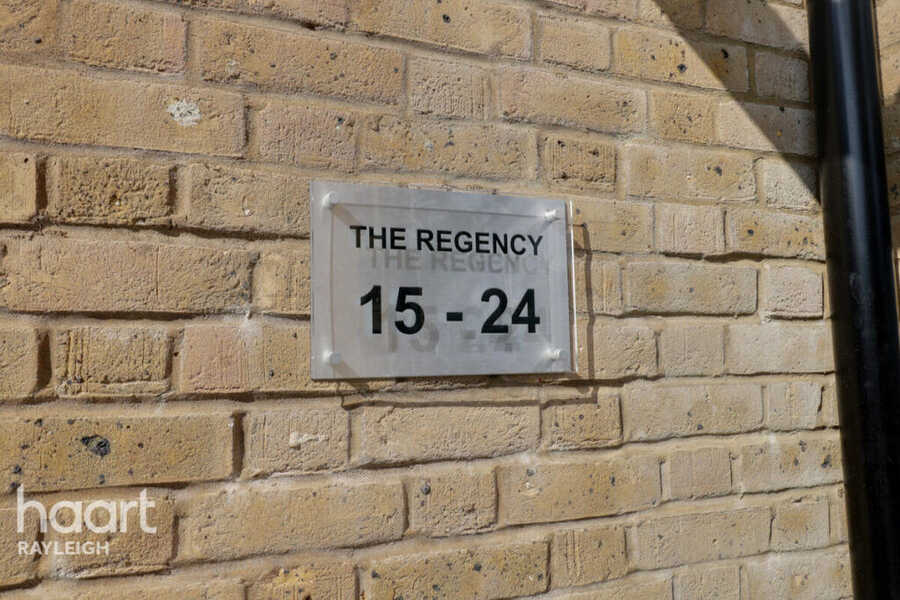 THE REGENCY
15 - 24
haart
RAYLEIGH